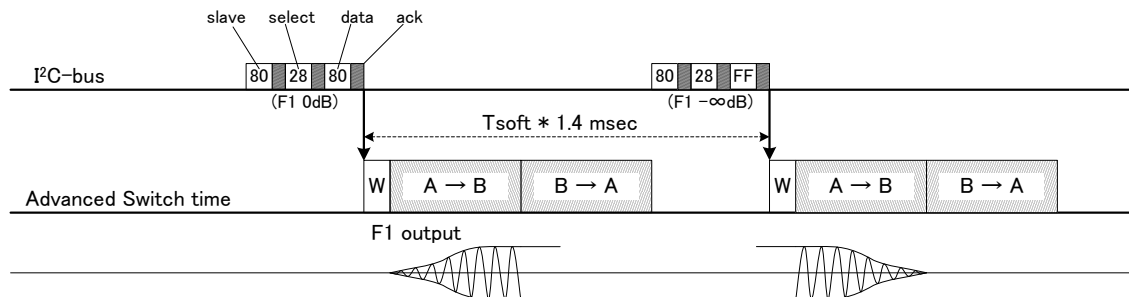 slave select data ack
I²C-bus 80 28 80 80 28 FF
(F1 0dB) (F1 -∞dB)
Tsoft * 1.4 msec
Advanced Switch time W A → B B → A W A → B B → A
F1 output